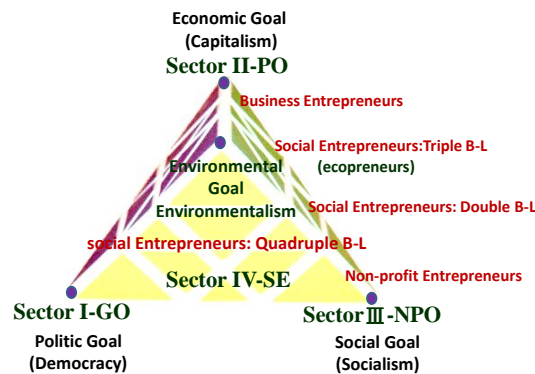 Economic Goal
(Capitalism)
Sector II-PO
Business Entrepreneurs
Social Entrepreneurs:Triple B-L
(ecopreneurs)
Environmental
Goal
Environmentalism
Social Entrepreneurs: Double B-L
social Entrepreneurs: Quadruple B-L
Sector IV-SE
Non-profit Entrepreneurs
Sector I-GO
Sector Ⅲ-NPO
Politic Goal
(Democracy)
Social Goal
(Socialism)